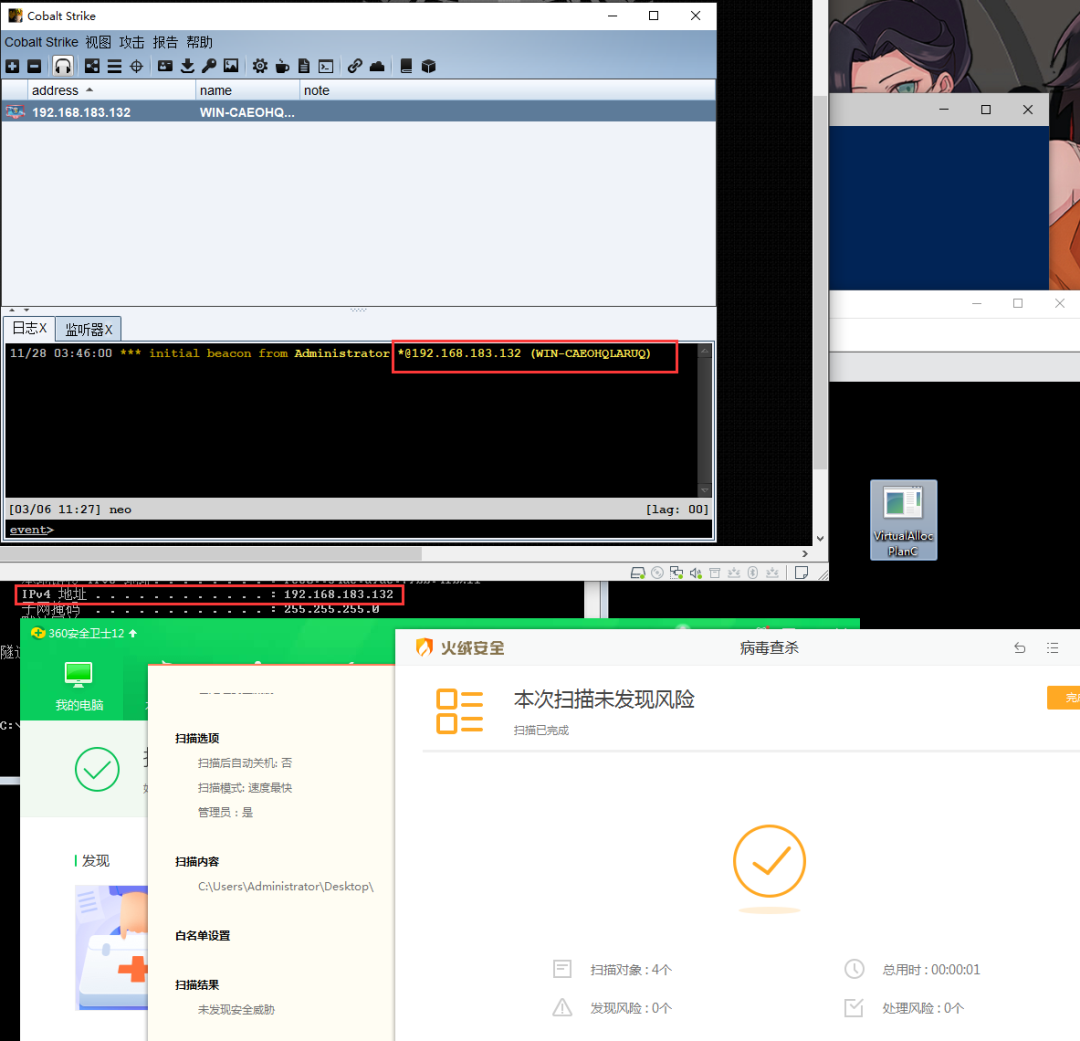 Cobalt Strike
Cobalt Strike 视图 攻击 报告 帮助
address name note
192.168.183.132 WIN-CAEOHQ...
日志X 监听器X
11/28 03:46:00 *** initial beacon from Administrator *@192.168.183.132 (WIN-CAEOHQLARUQ)
[03/06 11:27] neo [lag: 00]
event>
VirtualAlloc
PlanC
IPv4 地址 . . . . . . . . . . . . : 192.168.183.132
子网掩码 . . . . . . . . . . . . : 255.255.255.0
隧道
C:\
360安全卫士12
我的电脑
发现
扫描选项
扫描后自动关机: 否
扫描模式: 速度最快
管理员：是
扫描内容
C:\Users\Administrator\Desktop\
白名单设置
扫描结果
未发现安全威胁
火绒安全
病毒查杀
本次扫描未发现风险
扫描已完成
扫描对象 : 4个
总用时 : 00:00:01
发现风险 : 0个
处理风险 : 0个